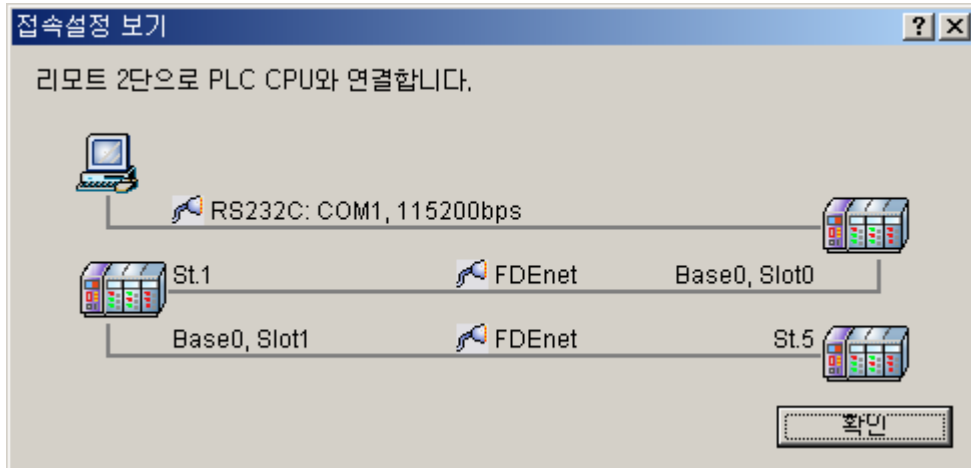 접속설정 보기
리모트 2단으로 PLC CPU와 연결합니다.
RS232C: COM1, 115200bps
St.1 FDEnet Base0, Slot0
Base0, Slot1 FDEnet St.5
확인